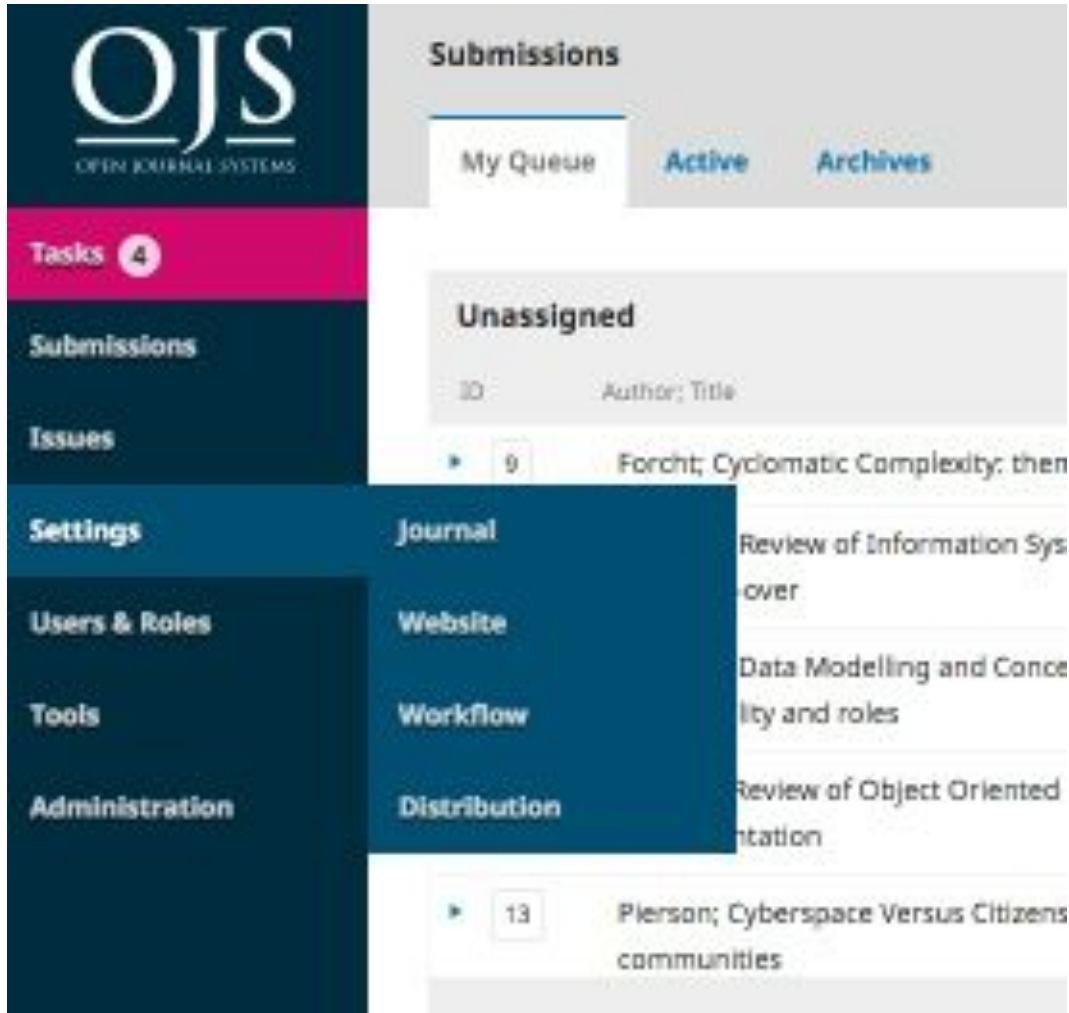 OJS
OPEN JOURNAL SYSTEMS
Tasks 4
Submissions
Issues
Settings
Users & Roles
Tools
Administration
Journal
Website
Workflow
Distribution
Submissions
My Queue Active Archives
Unassigned
ID Author; Title
9 Forcht; Cyclomatic Complexity: then
Review of Information Sys
over
Data Modelling and Conce
lity and roles
Review of Object Oriented
ntation
13 Pierson; Cyberspace Versus Citizens
communities